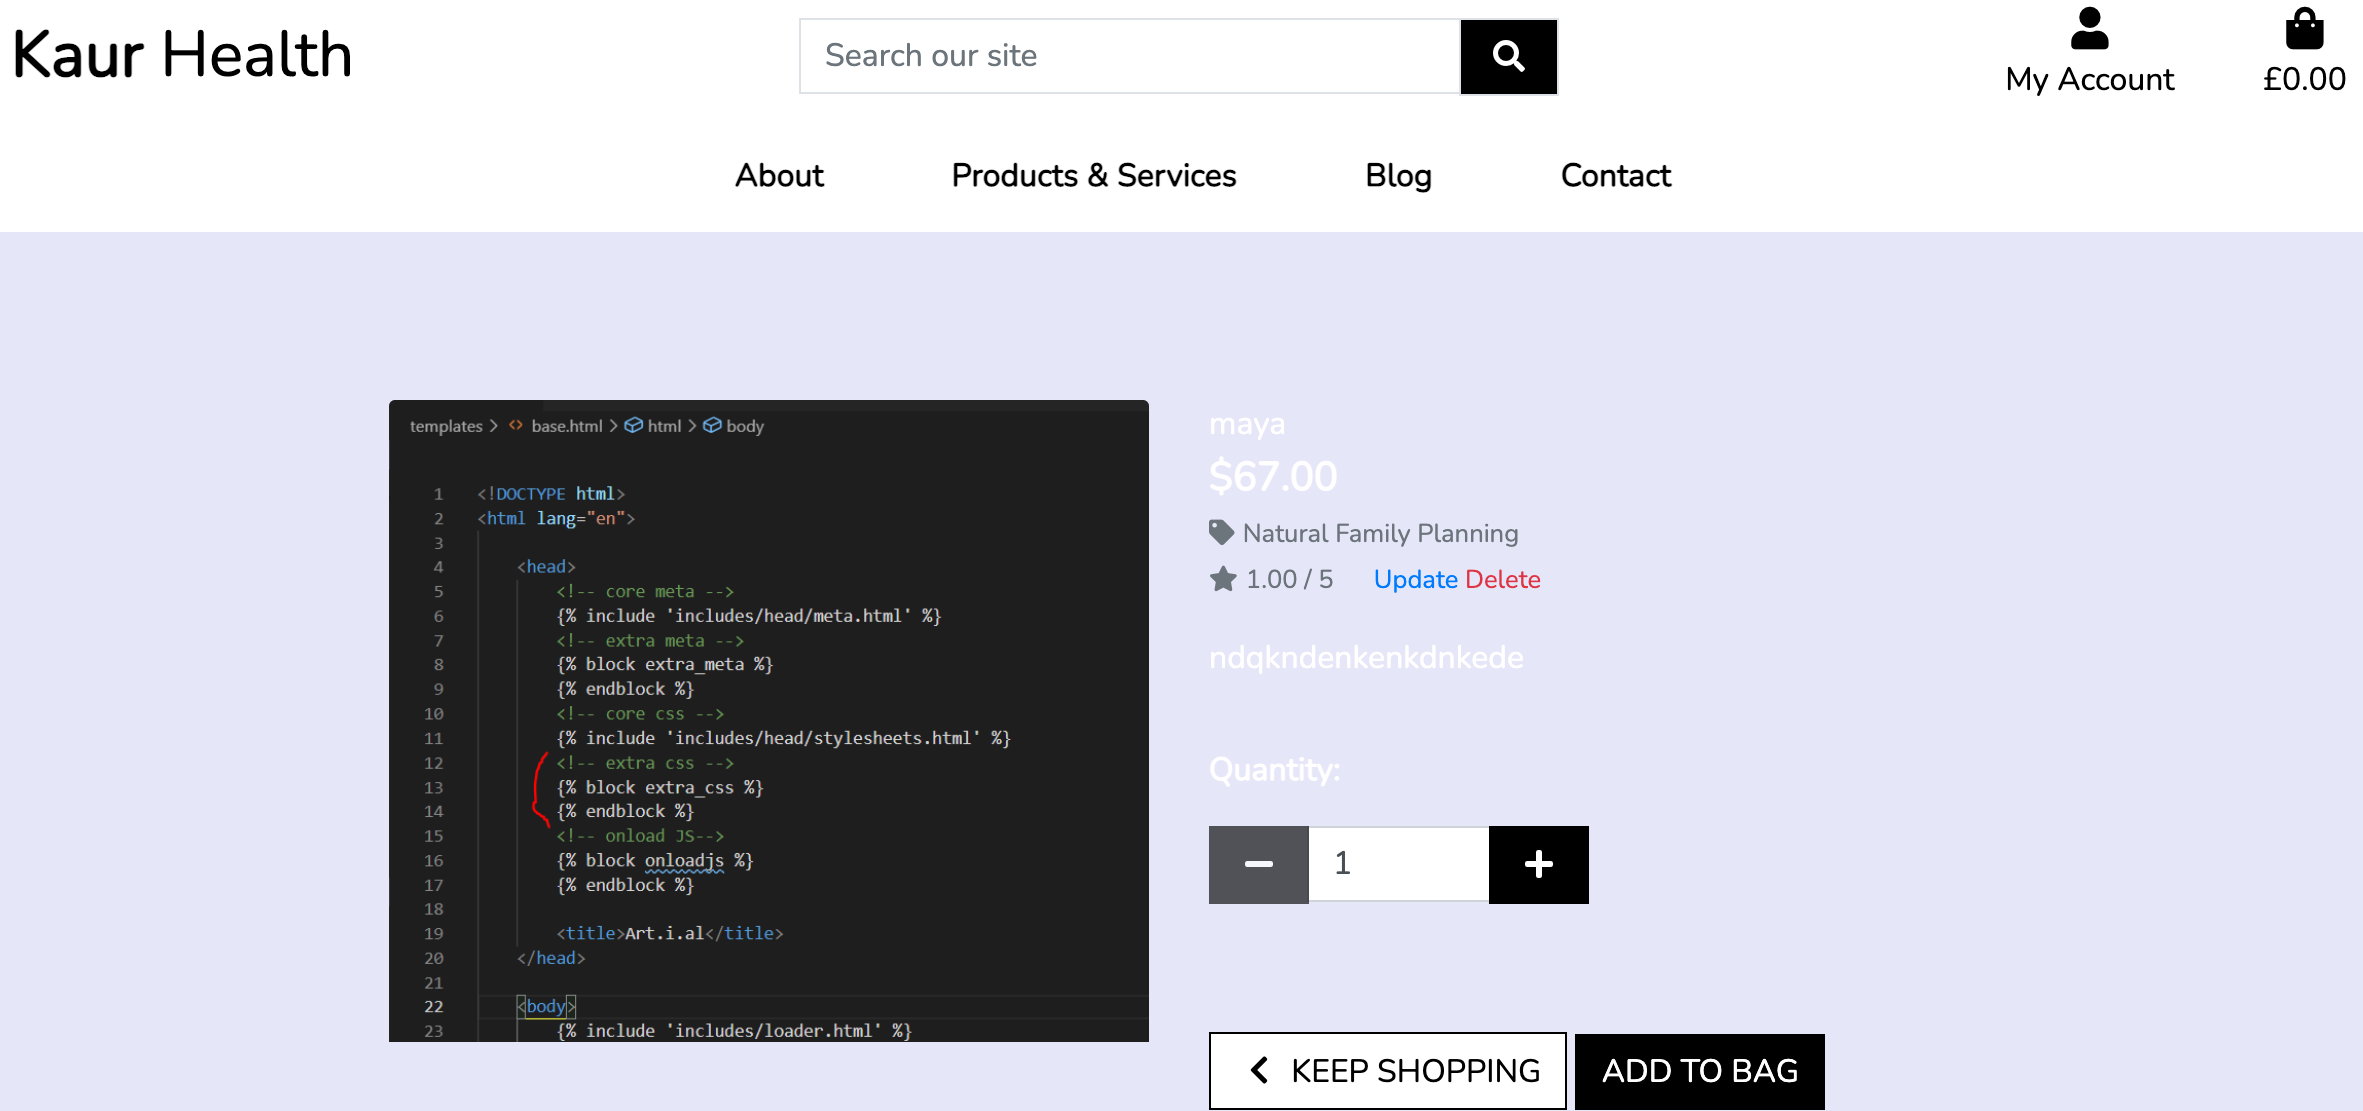 Kaur Health
Search our site
My Account
£0.00
About
Products & Services
Blog
Contact
templates > <> base.html > html > body
1 <!DOCTYPE html>
2 <html lang="en">
3
4 <head>
5 <!-- core meta -->
6 {% include 'includes/head/meta.html' %}
7 <!-- extra meta -->
8 {% block extra_meta %}
9 {% endblock %}
10 <!-- core css -->
11 {% include 'includes/head/stylesheets.html' %}
12 <!-- extra css -->
13 {% block extra_css %}
14 {% endblock %}
15 <!-- onload JS-->
16 {% block onloadjs %}
17 {% endblock %}
18
19 <title>Art.i.al</title>
20 </head>
21
22 <body>
23 {% include 'includes/loader.html' %}
maya
$67.00
Natural Family Planning
1.00 / 5 Update Delete
ndqkndenkenkdnkede
Quantity:
1
KEEP SHOPPING
ADD TO BAG